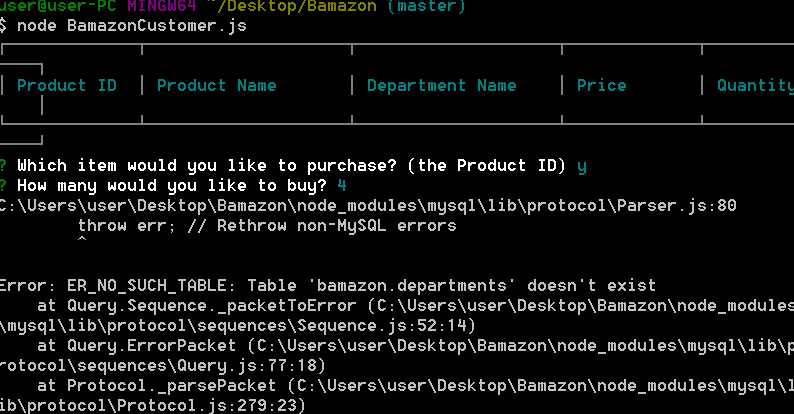 user@user-PC MINGW64 ~/Desktop/Bamazon (master)
$ node BamazonCustomer.js
│ Product ID │ Product Name │ Department Name │ Price │ Quantity
│
? Which item would you like to purchase? (the Product ID) y
? How many would you like to buy? 4
C:\Users\user\Desktop\Bamazon\node_modules\mysql\lib\protocol\Parser.js:80
throw err; // Rethrow non-MySQL errors
^
Error: ER_NO_SUCH_TABLE: Table 'bamazon.departments' doesn't exist
at Query.Sequence._packetToError (C:\Users\user\Desktop\Bamazon\node_modules
\mysql\lib\protocol\sequences\Sequence.js:52:14)
at Query.ErrorPacket (C:\Users\user\Desktop\Bamazon\node_modules\mysql\lib\p
rotocol\sequences\Query.js:77:18)
at Protocol._parsePacket (C:\Users\user\Desktop\Bamazon\node_modules\mysql\l
ib\protocol\Protocol.js:279:23)